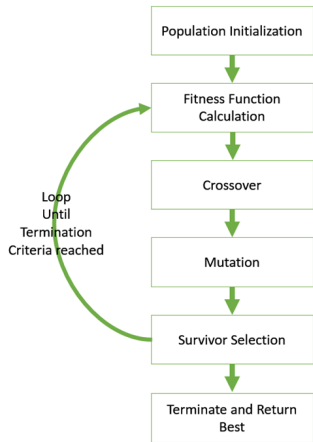 Population Initialization
Fitness Function
Calculation
Crossover
Loop
Until
Termination
Criteria reached
Mutation
Survivor Selection
Terminate and Return
Best